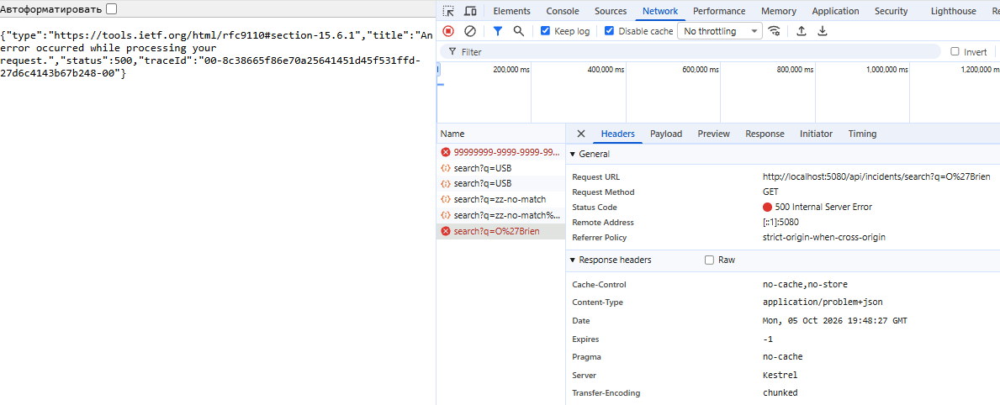 Автоформатировать
{"type":"https://tools.ietf.org/html/rfc9110#section-15.6.1","title":"An
error occurred while processing your
request.","status":500,"traceId":"00-8c38665f86e70a25641451d45f531ffd-
27d6c4143b67b248-00"}
Elements Console Sources Network Performance Memory Application Security Lighthouse Re
Keep log Disable cache No throttling
Filter Invert
200,000 ms 400,000 ms 600,000 ms 800,000 ms 1,000,000 ms 1,200,000 ms
Name Headers Payload Preview Response Initiator Timing
99999999-9999-9999-99...
search?q=USB
search?q=USB
search?q=zz-no-match
search?q=zz-no-match%...
search?q=O%27Brien
General
Request URL http://localhost:5080/api/incidents/search?q=O%27Brien
Request Method GET
Status Code 500 Internal Server Error
Remote Address [::1]:5080
Referrer Policy strict-origin-when-cross-origin
Response headers Raw
Cache-Control no-cache,no-store
Content-Type application/problem+json
Date Mon, 05 Oct 2026 19:48:27 GMT
Expires -1
Pragma no-cache
Server Kestrel
Transfer-Encoding chunked